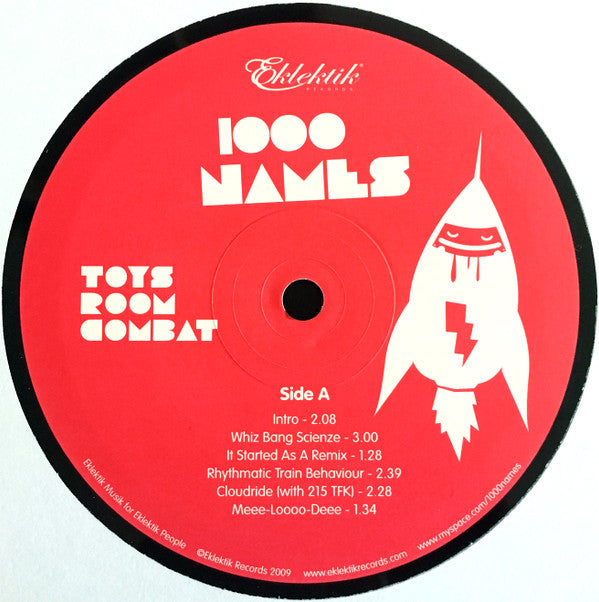 Eklektik®
RECORDS
1000
NAMES
TOYS
ROOM
COMBAT
Side A
Intro - 2.08
Whiz Bang Scienze - 3.00
It Started As A Remix - 1.28
Rhythmatic Train Behaviour - 2.39
Cloudride (with 215 TFK) - 2.28
Meee-Loooo-Deee - 1.34
Eklektik Musik for Eklektik People
©Eklektik Records 2009
www.eklektikrecords.com
www.myspace.com/1000names